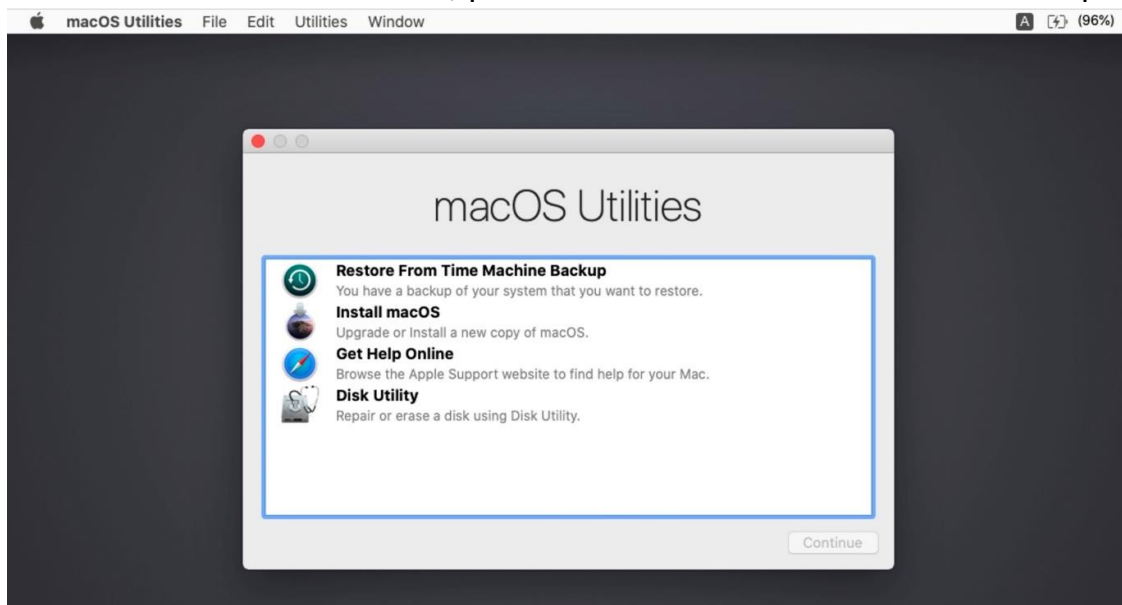 macOS Utilities File Edit Utilities Window A (96%)
macOS Utilities
Restore From Time Machine Backup
You have a backup of your system that you want to restore.
Install macOS
Upgrade or Install a new copy of macOS.
Get Help Online
Browse the Apple Support website to find help for your Mac.
Disk Utility
Repair or erase a disk using Disk Utility.
Continue